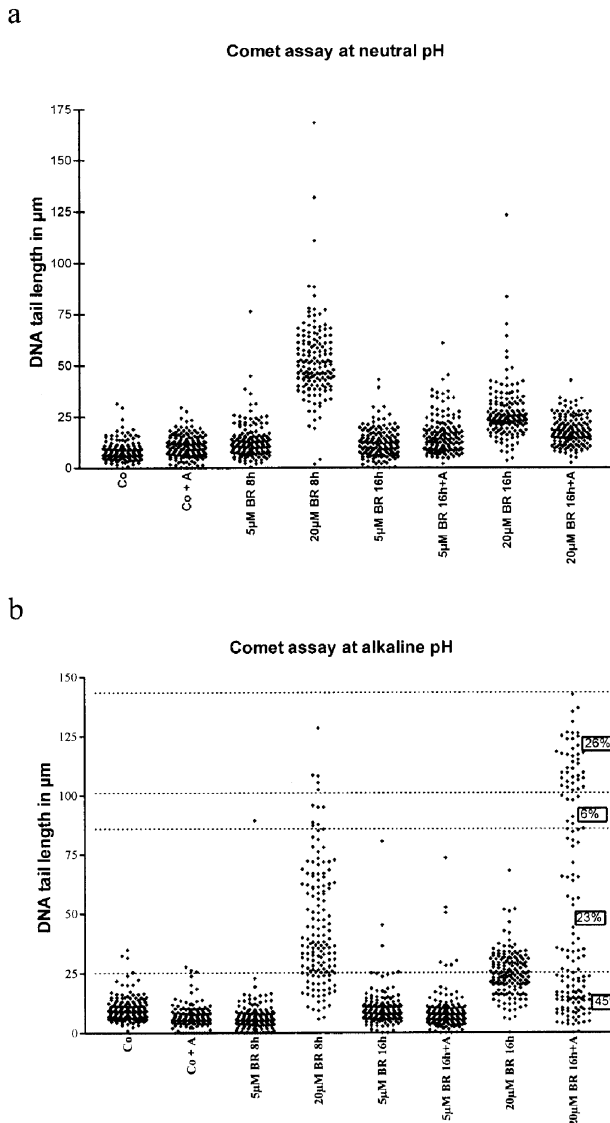 a
Comet assay at neutral pH
DNA tail length in µm
175
150
125
100
75
50
25
0
Co
Co + A
5µM BR 8h
20µM BR 8h
5µM BR 16h
5µM BR 16h+A
20µM BR 16h
20µM BR 16h+A
b
Comet assay at alkaline pH
DNA tail length in µm
150
125
100
75
50
25
0
26%
6%
23%
45
Co
Co + A
5µM BR 8h
20µM BR 8h
5µM BR 16h
5µM BR 16h+A
20µM BR 16h
20µM BR 16h+A